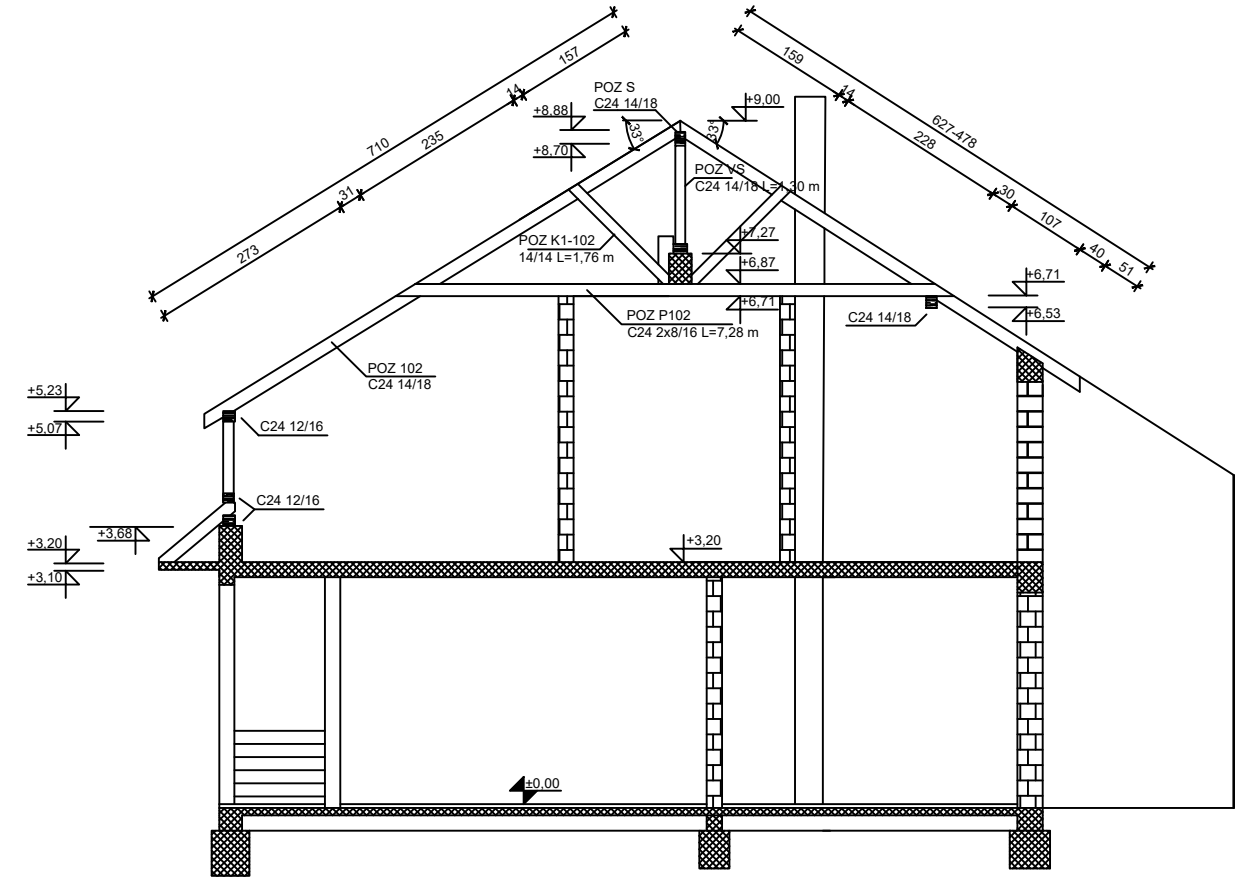 157
159
14
14
POZ S
C24 14/18
+8,88
+9,00
710
235
33°
33°
228
627-478
+8,70
POZ VS
C24 14/18 L=1,30 m
31
30
273
107
POZ K1-102
14/14 L=1,76 m
+7,27
40
51
+6,87
+6,71
+6,71
+6,53
POZ P102
C24 2x8/16 L=7,28 m
C24 14/18
POZ 102
C24 14/18
+5,23
+5,07
C24 12/16
C24 12/16
+3,68
+3,20
+3,20
+3,10
±0,00